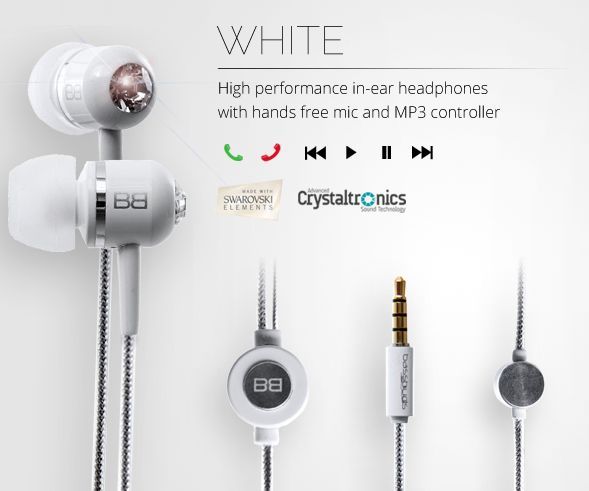 WHITE
High performance in-ear headphones
with hands free mic and MP3 controller
MADE WITH
SWAROVSKI
ELEMENTS
Advanced
Crystaltronics
Sound Technology
BB
BB
BB
bassbuds